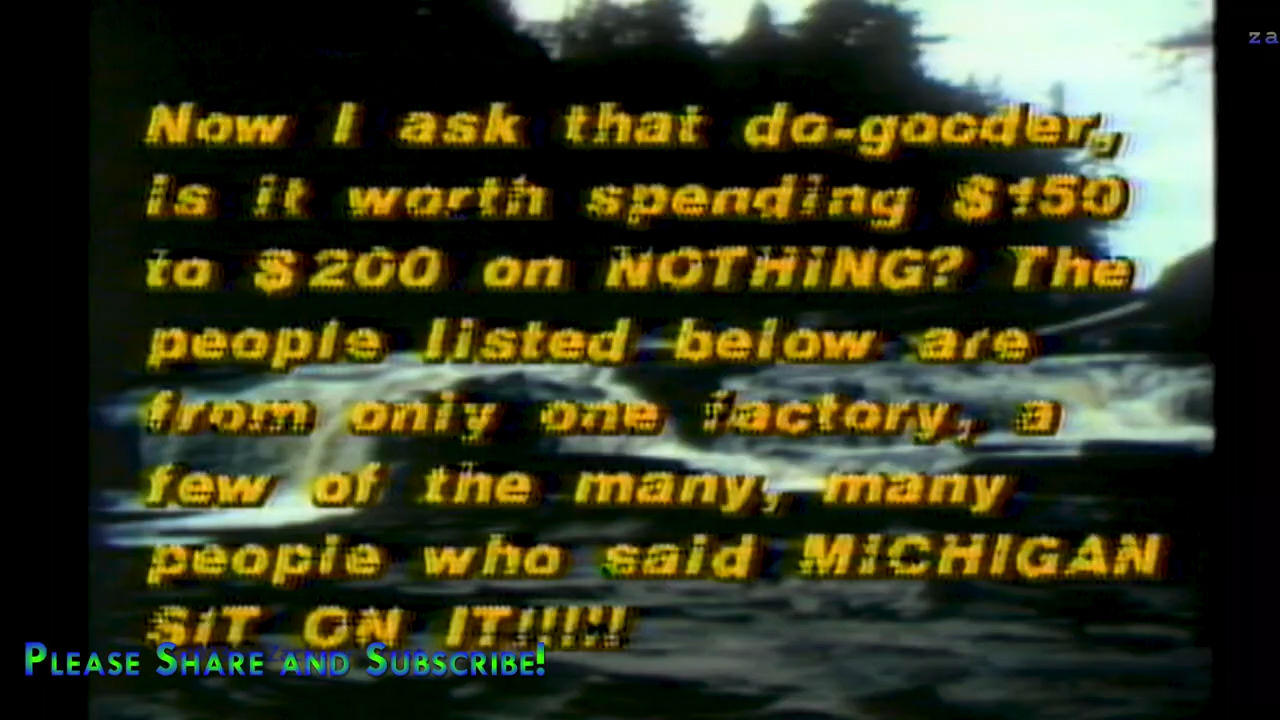 za
Now I ask that do-gooder,
is it worth spending $150
to $200 on NOTHING? The
people listed below are
from only one factory, a
few of the many, many
people who said MICHIGAN
SIT ON IT!!!!!
Please Share and Subscribe!